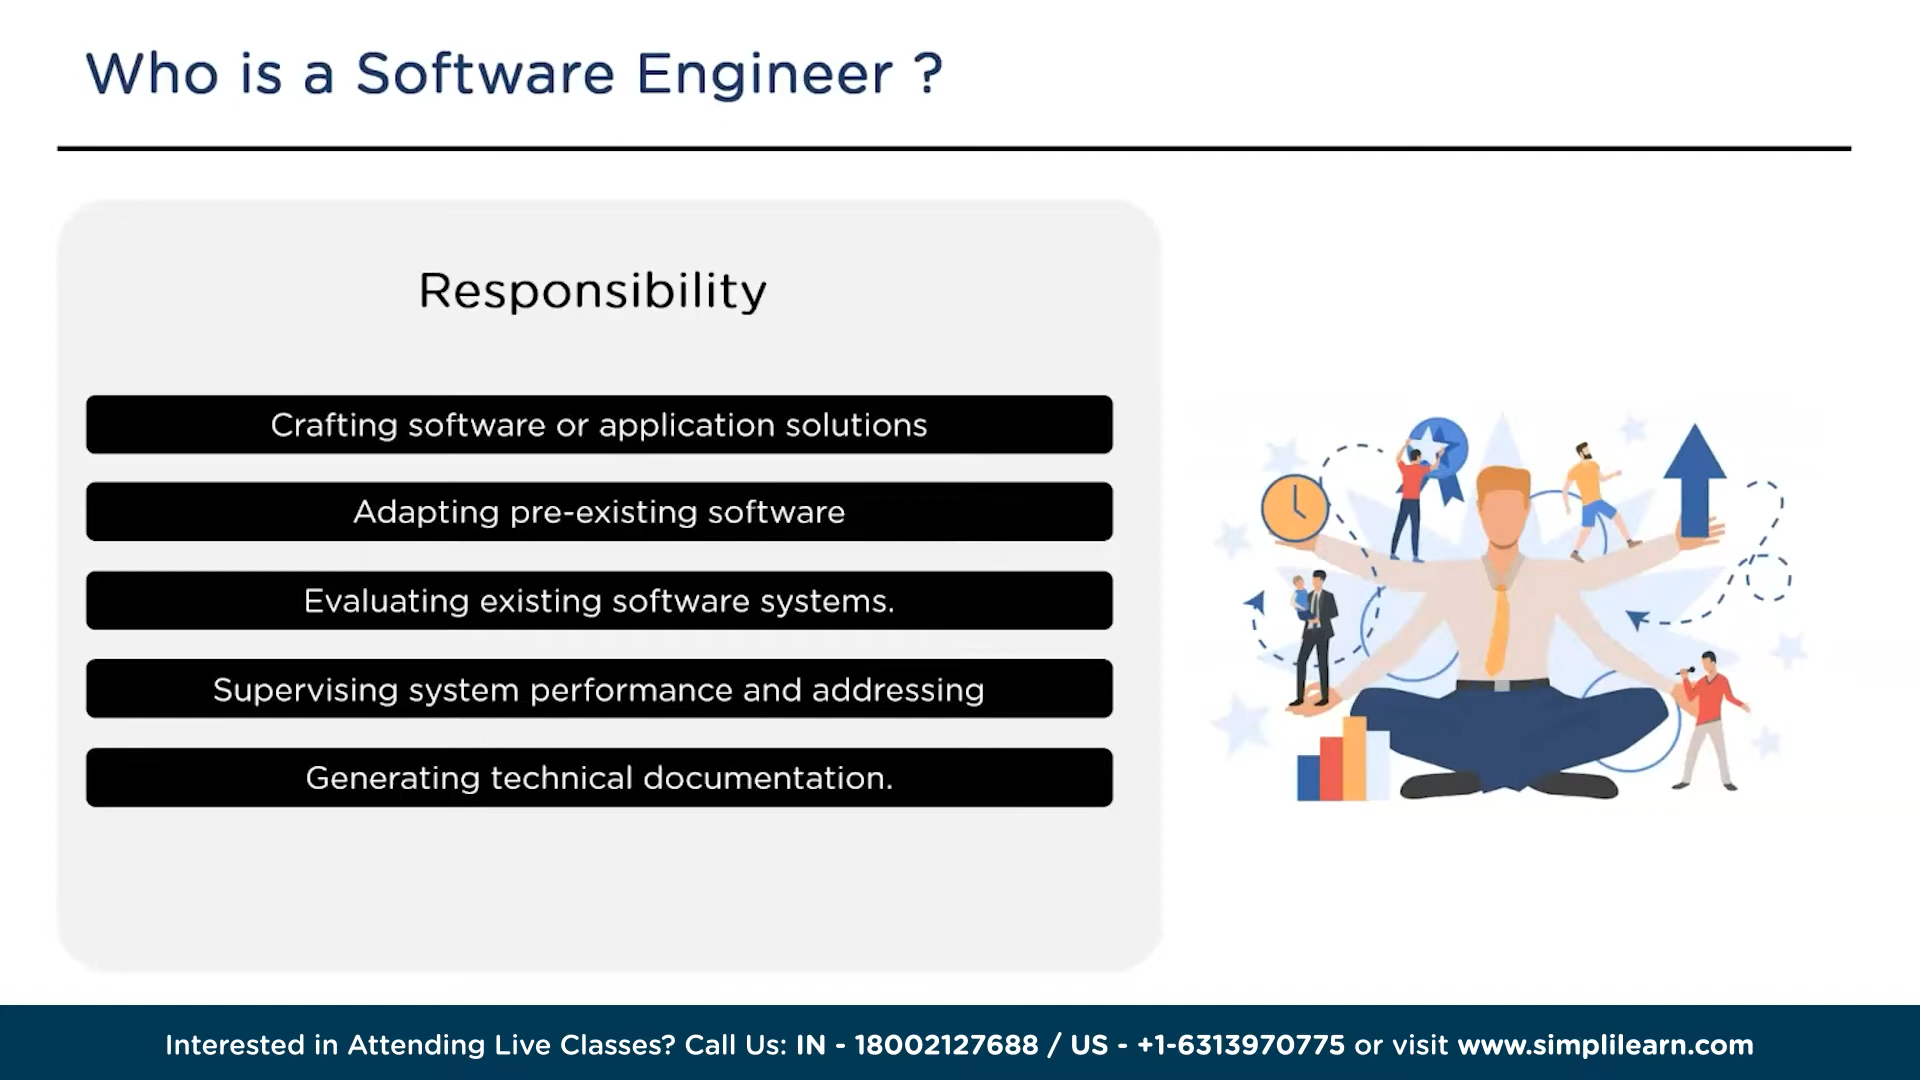 Who is a Software Engineer ?
Responsibility
Crafting software or application solutions
Adapting pre-existing software
Evaluating existing software systems.
Supervising system performance and addressing
Generating technical documentation.
Interested in Attending Live Classes? Call Us: IN - 18002127688 / US - +1-6313970775 or visit www.simplilearn.com